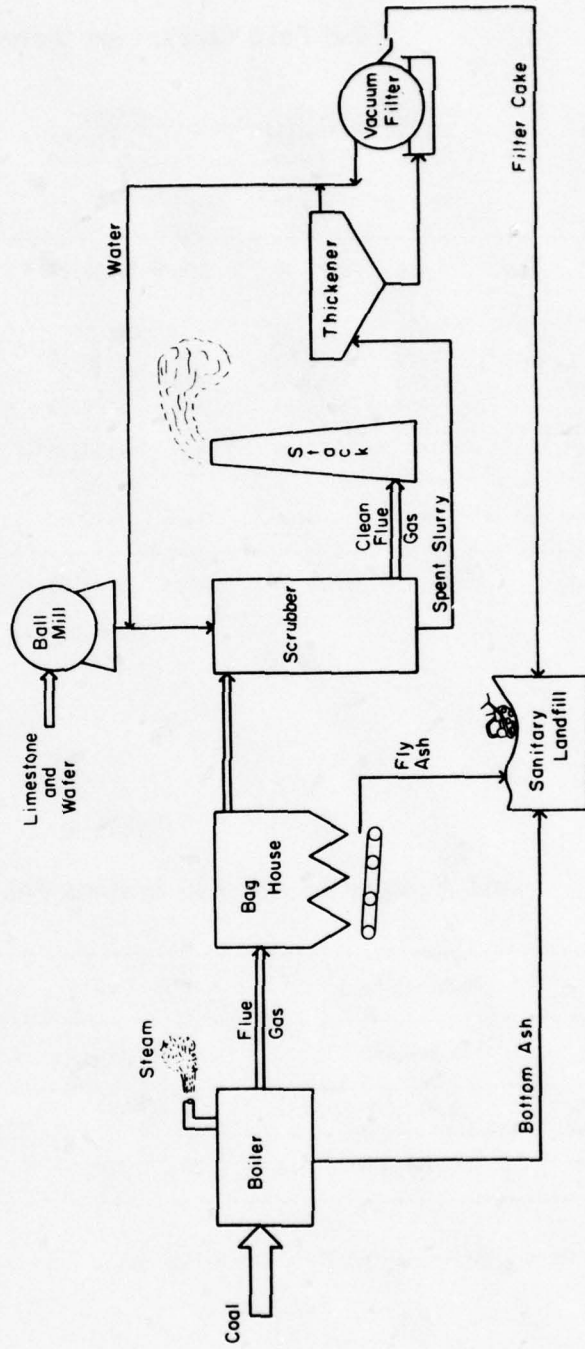 Coal
Boiler
Steam
Flue
Gas
Bottom Ash
Bag
House
Fly
Ash
Sanitary
Landfill
Limestone
and
Water
Ball
Mill
Scrubber
Clean
Flue
Gas
Spent Slurry
Stack
Water
Thickener
Vacuum
Filter
Filter Cake